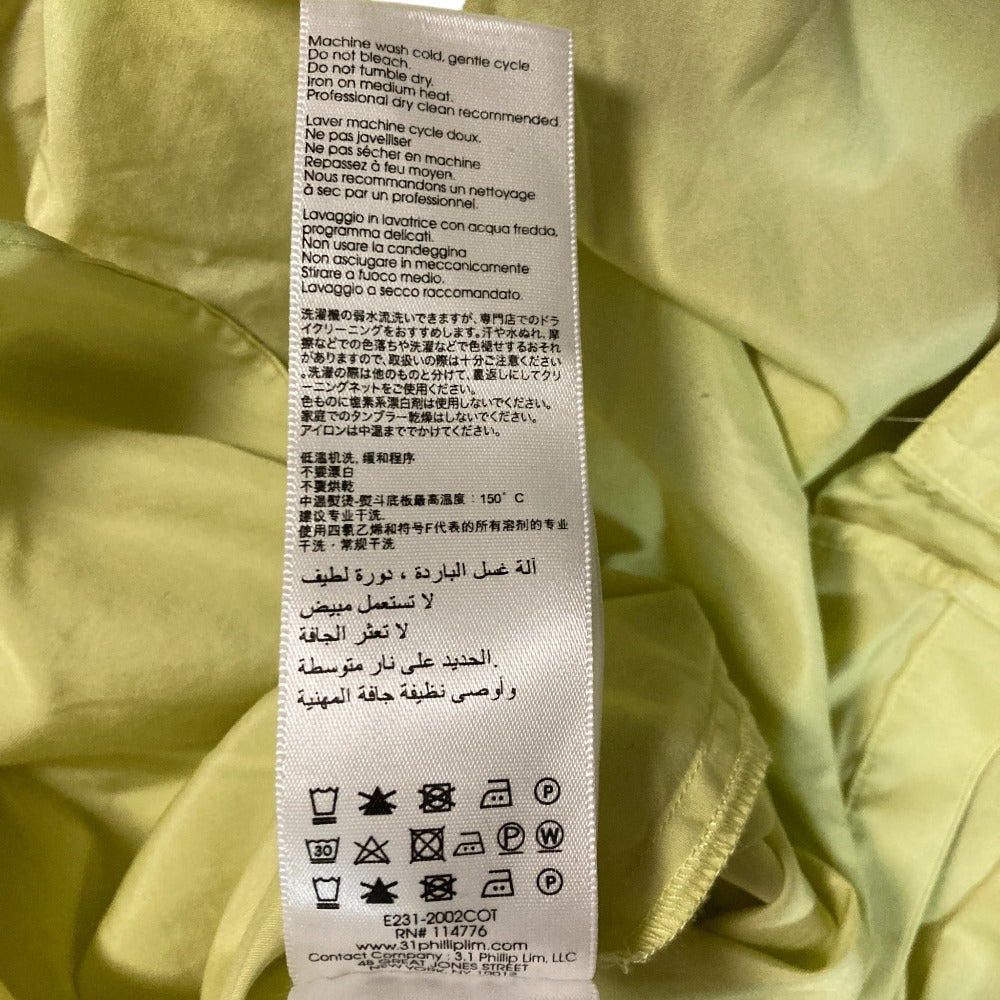 Machine wash cold, gentle cycle.
Do not bleach.
Do not tumble dry.
Iron on medium heat.
Professional dry clean recommended.
Laver machine cycle doux.
Ne pas javelliser
Ne pas sécher en machine
Repassez à feu moyen.
Nous recommandons un nettoyage
à sec par un professionnel.
Lavaggio in lavatrice con acqua fredda,
programma delicati.
Non usare la candeggina
Non asciugare in meccanicamente
Stirare a fuoco medio.
Lavaggio a secco raccomandato.
洗濯機の弱水流洗いできますが、専門店でのドラ
イクリーニングをおすすめします。汗や水ぬれ、摩
擦などでの色落ちや洗濯などで色褪せするおそれ
がありますので、取扱いの際は十分ご注意ください
。洗濯の際は他のものと分けて、裏返しにしてクリ
ーニングネットをご使用ください。
色ものに塩素系漂白剤は使用しないでください。
家庭でのタンブラー乾燥はしないでください。
アイロンは中温まででかけてください。
低温机洗, 缓和程序
不要漂白
不要烘乾
中温熨烫-熨斗底板最高温度：150°C
建议专业干洗.
使用四氯乙烯和符号F代表的所有溶剂的专业
干洗·常规干洗
آلة غسل الباردة ، دورة لطيف
لا تستعمل مبيض
لا تعثر الجافة
الحديد على نار متوسطة.
وأوصى نظيفة جافة المهنية
P
30 P W
P
E231-2002COT
RN# 114776
www.31philliplim.com
Contact Company : 3.1 Phillip Lim, LLC
48 GREAT JONES STREET
NEW YORK, NY 10012